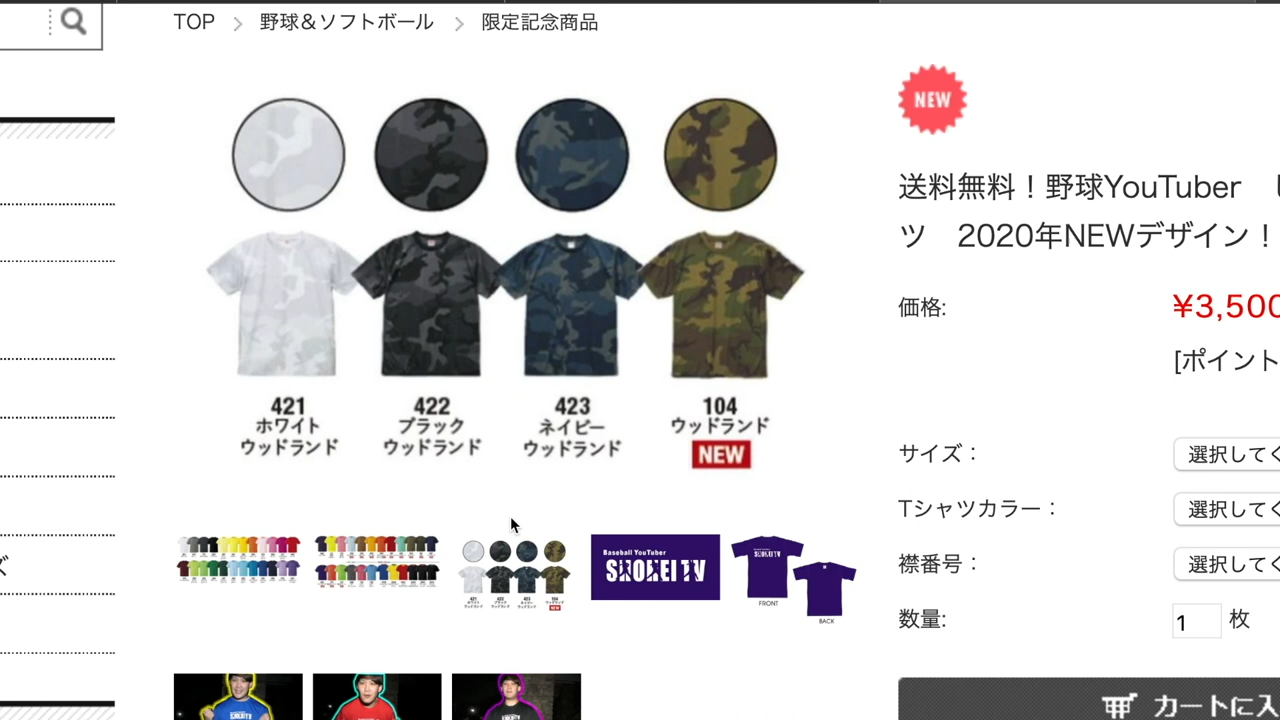 TOP 野球＆ソフトボール 限定記念商品
NEW
送料無料！野球YouTuber
ツ 2020年NEWデザイン！
価格: ¥3,500
[ポイント
421 422 423 104
ホワイト ブラック ネイビー ウッドランド
ウッドランド ウッドランド ウッドランド NEW
サイズ： 選択してく
Tシャツカラー： 選択してく
襟番号： 選択してく
数量: 1 枚
Baseball YouTuber
SHOHEI TV
FRONT
BACK
カートに入
ズ